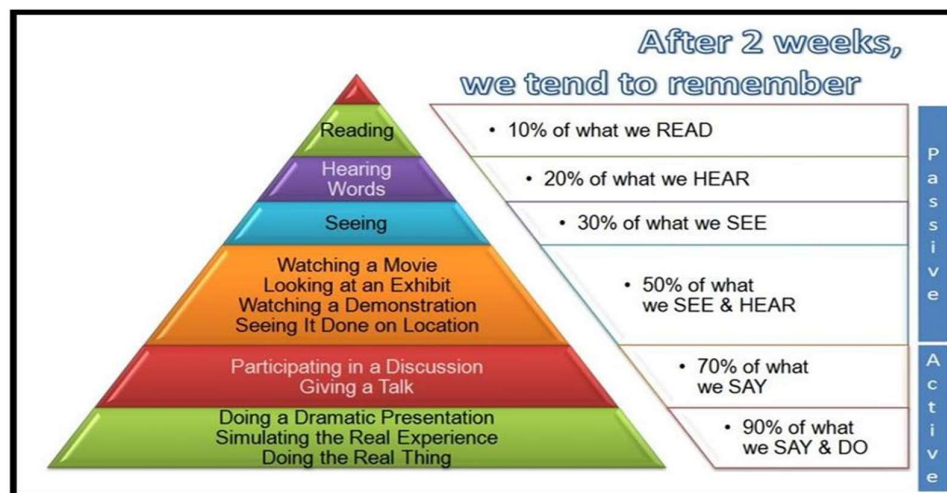 After 2 weeks,
we tend to remember
Reading
• 10% of what we READ
Hearing
Words
• 20% of what we HEAR
Seeing
• 30% of what we SEE
Watching a Movie
Looking at an Exhibit
Watching a Demonstration
Seeing It Done on Location
• 50% of what
we SEE & HEAR
Participating in a Discussion
Giving a Talk
• 70% of what
we SAY
Doing a Dramatic Presentation
Simulating the Real Experience
Doing the Real Thing
• 90% of what
we SAY & DO
Passive
Active